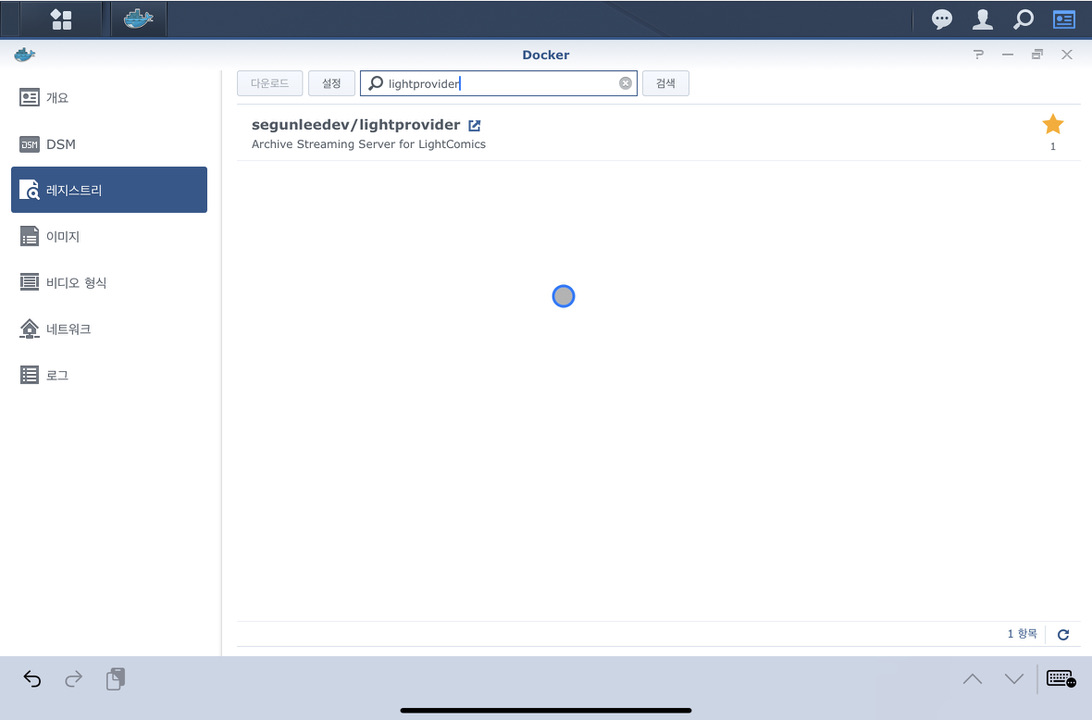 Docker
개요
DSM
DSM
레지스트리
이미지
비디오 형식
네트워크
로그
다운로드
설정
lightprovider
검색
segunleedev/lightprovider
Archive Streaming Server for LightComics
1
1 항목